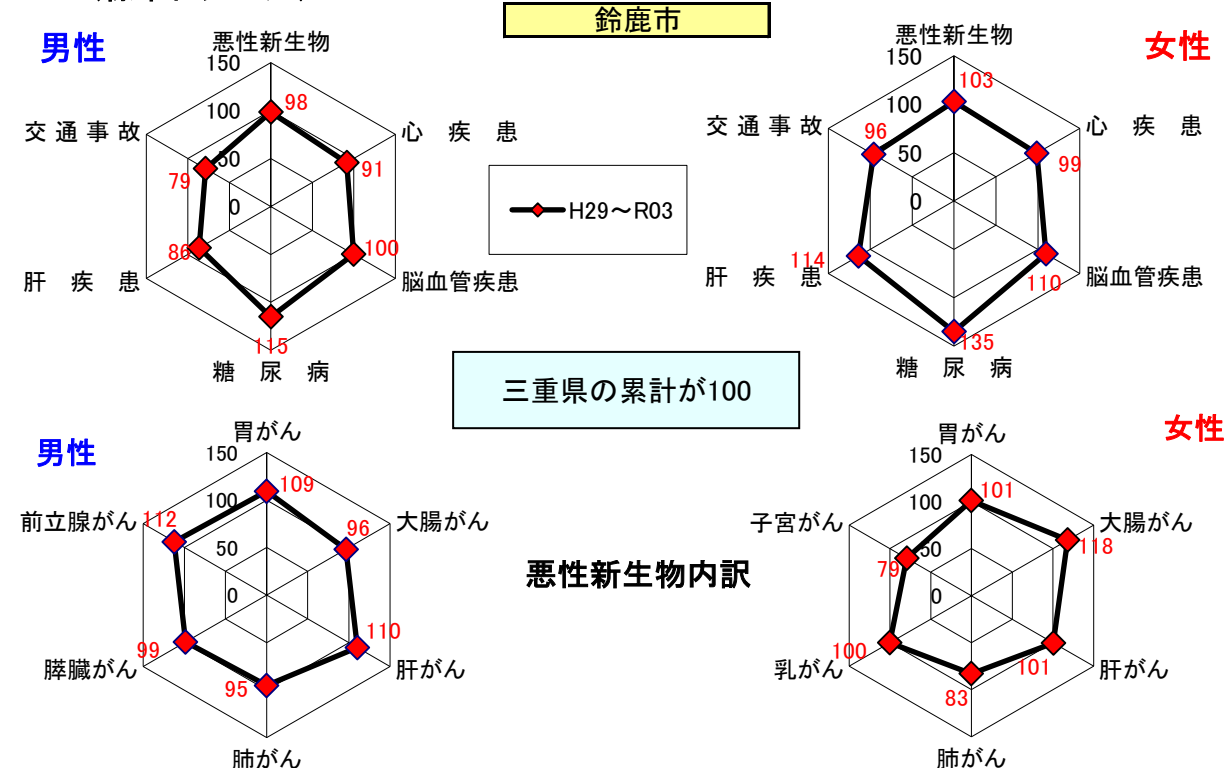 鈴鹿市
男性
悪性新生物
150
100
50
0
98
心 疾 患
91
脳血管疾患
100
糖 尿 病
115
肝 疾 患
86
交 通 事 故
79
H29～R03
女性
悪性新生物
150
100
50
0
103
心 疾 患
99
脳血管疾患
110
糖 尿 病
135
肝 疾 患
114
交 通 事 故
96
三重県の累計が100
男性
胃がん
150
100
50
0
109
大腸がん
96
肝がん
110
肺がん
95
膵臓がん
99
前立腺がん
112
悪性新生物内訳
女性
胃がん
150
100
50
0
101
大腸がん
118
肝がん
101
肺がん
83
乳がん
100
子宮がん
79